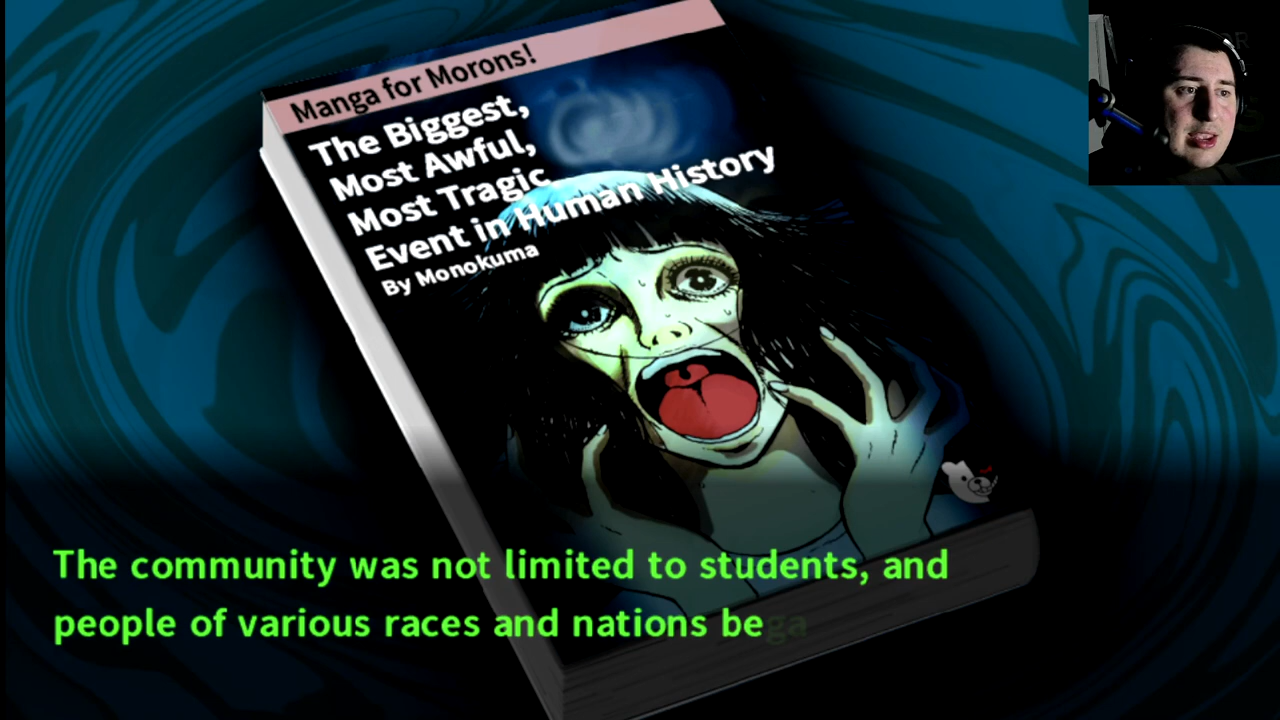 Manga for Morons!
The Biggest,
Most Awful,
Most Tragic
Event in Human History
By Monokuma
The community was not limited to students, and
people of various races and nations bega